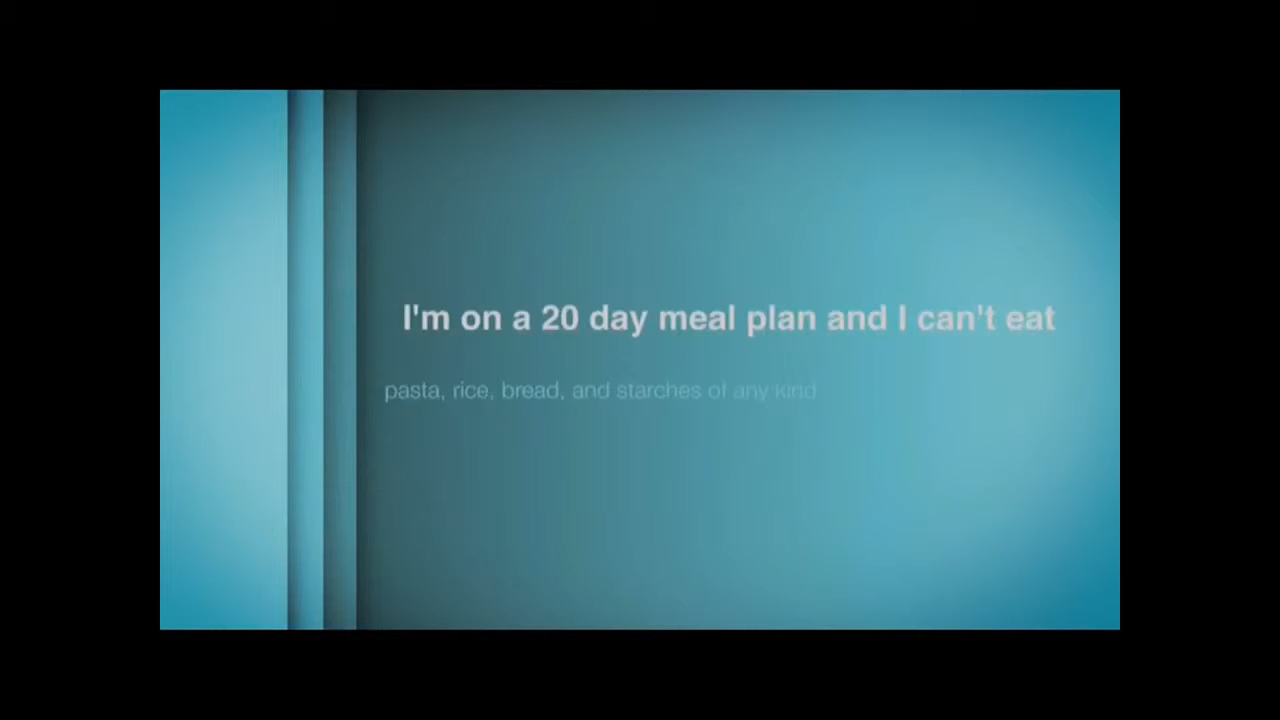 I'm on a 20 day meal plan and I can't eat
pasta, rice, bread, and starches of any kind